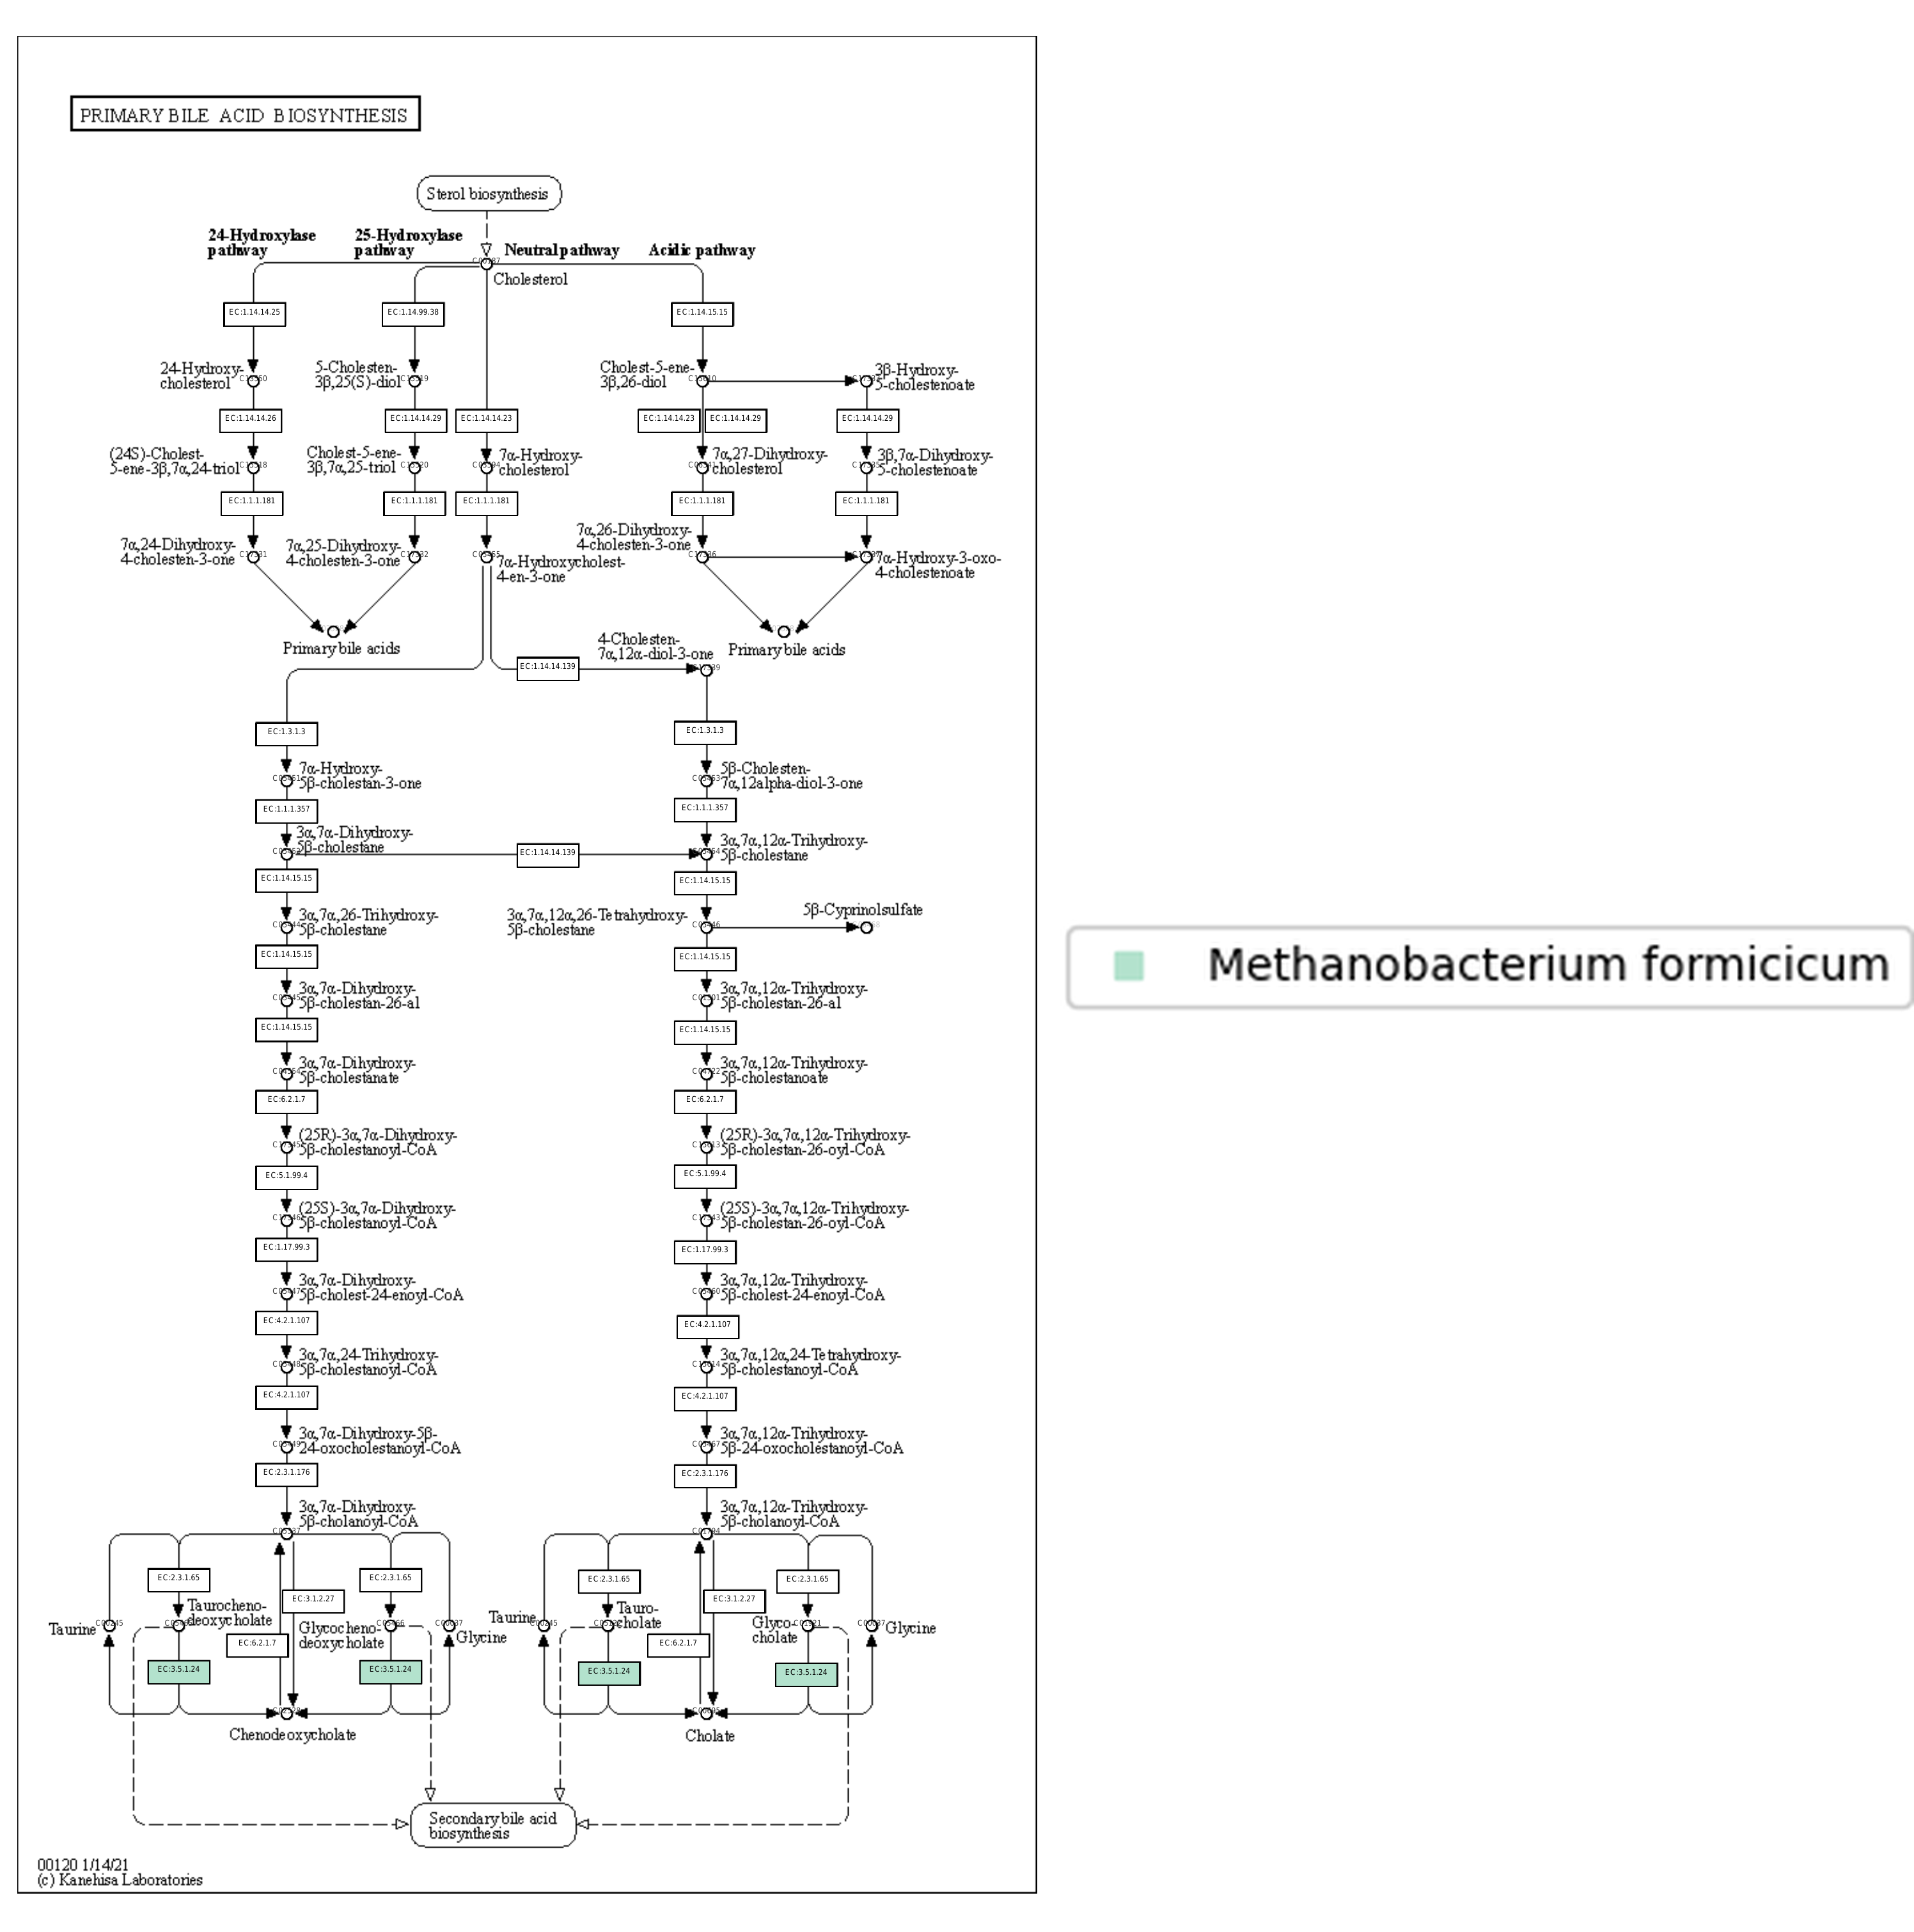 PRIMARY BILE ACID BIOSYNTHESIS
Sterol biosynthesis
24-Hydroxylase
pathway
25-Hydroxylase
pathway
Neutral pathway
Acidic pathway
Cholesterol
EC:1.14.14.25
EC:1.14.99.38
EC:1.14.15.15
24-Hydroxy-
cholesterol
5-Cholesten-
3β,25(S)-diol
Cholest-5-ene-
3β,26-diol
3β-Hydroxy-
5-cholestenoate
EC:1.14.14.26
EC:1.14.14.29
EC:1.14.14.23
EC:1.14.14.23
EC:1.14.14.29
EC:1.14.14.29
(24S)-Cholest-
5-ene-3β,7α,24-triol
Cholest-5-ene-
3β,7α,25-triol
7α-Hydroxy-
cholesterol
7α,27-Dihydroxy-
cholesterol
3β,7α-Dihydroxy-
5-cholestenoate
EC:1.1.1.181
EC:1.1.1.181
EC:1.1.1.181
EC:1.1.1.181
EC:1.1.1.181
7α,24-Dihydroxy-
4-cholesten-3-one
7α,25-Dihydroxy-
4-cholesten-3-one
7α-Hydroxycholest-
4-en-3-one
7α,26-Dihydroxy-
4-cholesten-3-one
7α-Hydroxy-3-oxo-
4-cholestenoate
Primary bile acids
4-Cholesten-
7α,12α-diol-3-one
Primary bile acids
EC:1.14.14.139
EC:1.3.1.3
EC:1.3.1.3
7α-Hydroxy-
5β-cholestan-3-one
5β-Cholesten-
7α,12alpha-diol-3-one
EC:1.1.1.357
EC:1.1.1.357
3α,7α-Dihydroxy-
5β-cholestane
EC:1.14.14.139
3α,7α,12α-Trihydroxy-
5β-cholestane
EC:1.14.15.15
EC:1.14.15.15
3α,7α,26-Trihydroxy-
5β-cholestane
3α,7α,12α,26-Tetrahydroxy-
5β-cholestane
5β-Cyprinolsulfate
EC:1.14.15.15
EC:1.14.15.15
3α,7α-Dihydroxy-
5β-cholestan-26-al
3α,7α,12α-Trihydroxy-
5β-cholestan-26-al
EC:1.14.15.15
EC:1.14.15.15
3α,7α-Dihydroxy-
5β-cholestanate
3α,7α,12α-Trihydroxy-
5β-cholestanoate
EC:6.2.1.7
EC:6.2.1.7
(25R)-3α,7α-Dihydroxy-
5β-cholestanoyl-CoA
(25R)-3α,7α,12α-Trihydroxy-
5β-cholestan-26-oyl-CoA
EC:5.1.99.4
EC:5.1.99.4
(25S)-3α,7α-Dihydroxy-
5β-cholestanoyl-CoA
(25S)-3α,7α,12α-Trihydroxy-
5β-cholestan-26-oyl-CoA
EC:1.17.99.3
EC:1.17.99.3
3α,7α-Dihydroxy-
5β-cholest-24-enoyl-CoA
3α,7α,12α-Trihydroxy-
5β-cholest-24-enoyl-CoA
EC:4.2.1.107
EC:4.2.1.107
3α,7α,24-Trihydroxy-
5β-cholestanoyl-CoA
3α,7α,12α,24-Tetrahydroxy-
5β-cholestanoyl-CoA
EC:4.2.1.107
EC:4.2.1.107
3α,7α-Dihydroxy-5β-
24-oxocholestanoyl-CoA
3α,7α,12α-Trihydroxy-
5β-24-oxocholestanoyl-CoA
EC:2.3.1.176
EC:2.3.1.176
3α,7α-Dihydroxy-
5β-cholanoyl-CoA
3α,7α,12α-Trihydroxy-
5β-cholanoyl-CoA
EC:2.3.1.65
EC:3.1.2.27
EC:2.3.1.65
EC:2.3.1.65
EC:3.1.2.27
EC:2.3.1.65
Taurine
Taurocheno-
deoxycholate
Glycocheno-
deoxycholate
Glycine
Taurine
Tauro-
cholate
Glyco-
cholate
Glycine
EC:6.2.1.7
EC:6.2.1.7
EC:3.5.1.24
EC:3.5.1.24
EC:3.5.1.24
EC:3.5.1.24
Chenodeoxycholate
Cholate
Secondary bile acid
biosynthesis
00120 1/14/21
(c) Kanehisa Laboratories
Methanobacterium formicicum